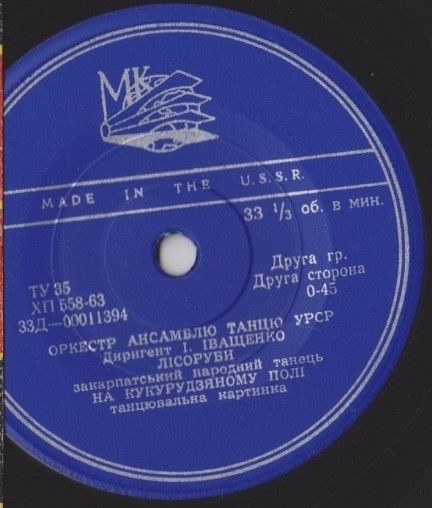 МК
MADE IN THE U.S.S.R.
33 1/3 об. в мин.
Друга гр.
Друга сторона
0-45
ТУ 35
ХП 558-63
33Д—00011394
ОРКЕСТР АНСАМБЛЮ ТАНЦЮ УРСР
Диригент І. ІВАЩЕНКО
ЛІСОРУБИ
закарпатський народний танець
НА КУКУРУДЗЯНОМУ ПОЛІ
танцювальна картинка